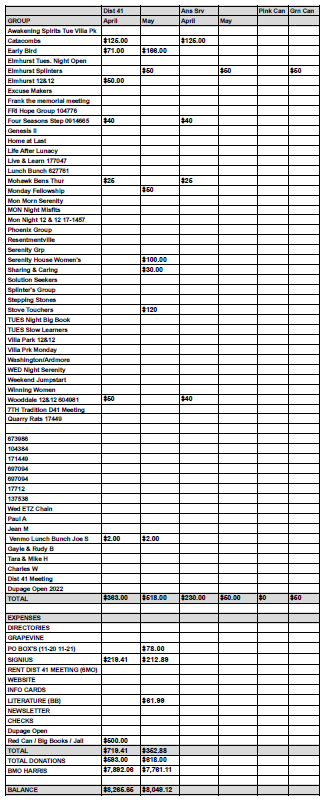 Dist 41 Ans Srv Pink Can Grn Can
GROUP April May April May
Awakening Spirits Tue Villa Pk
Catacombs $125.00 $125.00
Early Bird $71.00 $166.00
Elmhurst Tues. Night Open
Elmhurst Splinters $50 $50 $50
Elmhurst 12&12 $50.00
Excuse Makers
Frank the memorial meeting
FRI Hope Group 104776
Four Seasons Step 0914665 $40 $40
Genesis II
Home at Last
Life After Lunacy
Live & Learn 177047
Lunch Bunch 627761
Mohawk Bens Thur $25 $25
Monday Fellowship $50
Mon Morn Serenity
MON Night Misfits
Mon Night 12 & 12 17-1457
Phoenix Group
Resentmentville
Serenity Grp
Serenity House Women's $100.00
Sharing & Caring $30.00
Solution Seekers
Splinter's Group
Stepping Stones
Stove Touchers $120
TUES Night Big Book
TUES Slow Learners
Villa Park 12&12
Villa Prk Monday
Washington/Ardmore
WED Night Serenity
Weekend Jumpstart
Winning Women
Wooddale 12&12 604981 $50 $40
7TH Tradition D41 Meeting
Quarry Rats 17449
673986
104384
171449
697094
697094
17712
137538
Wed ETZ Chain
Paul A
Jean M
Venmo Lunch Bunch Joe S $2.00 $2.00
Gayle & Rudy B
Tara & Mike H
Charles W
Dist 41 Meeting
Dupage Open 2022
TOTAL $363.00 $518.00 $230.00 $50.00 $0 $50
EXPENSES
DIRECTORIES
GRAPEVINE
PO BOX'S (11-20 11-21) $78.00
SIGNIUS $219.41 $212.89
RENT DIST 41 MEETING (6MO)
WEBSITE
INFO CARDS
LITERATURE (BB) $61.99
NEWSLETTER
CHECKS
Dupage Open
Red Can / Big Books / Jail $500.00
TOTAL $719.41 $352.88
TOTAL DONATIONS $593.00 $618.00
BMO HARRIS $7,892.06 $7,761.11
BALANCE $8,265.65 $8,049.12